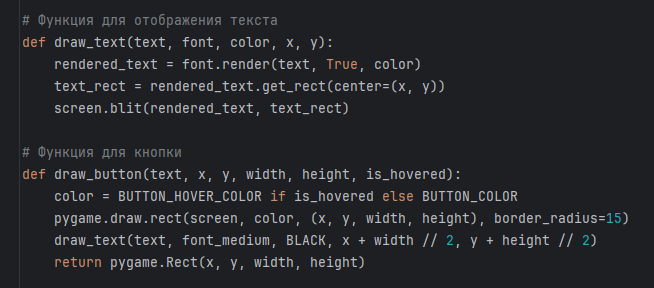 # Функция для отображения текста
def draw_text(text, font, color, x, y):
    rendered_text = font.render(text, True, color)
    text_rect = rendered_text.get_rect(center=(x, y))
    screen.blit(rendered_text, text_rect)

# Функция для кнопки
def draw_button(text, x, y, width, height, is_hovered):
    color = BUTTON_HOVER_COLOR if is_hovered else BUTTON_COLOR
    pygame.draw.rect(screen, color, (x, y, width, height), border_radius=15)
    draw_text(text, font_medium, BLACK, x + width // 2, y + height // 2)
    return pygame.Rect(x, y, width, height)